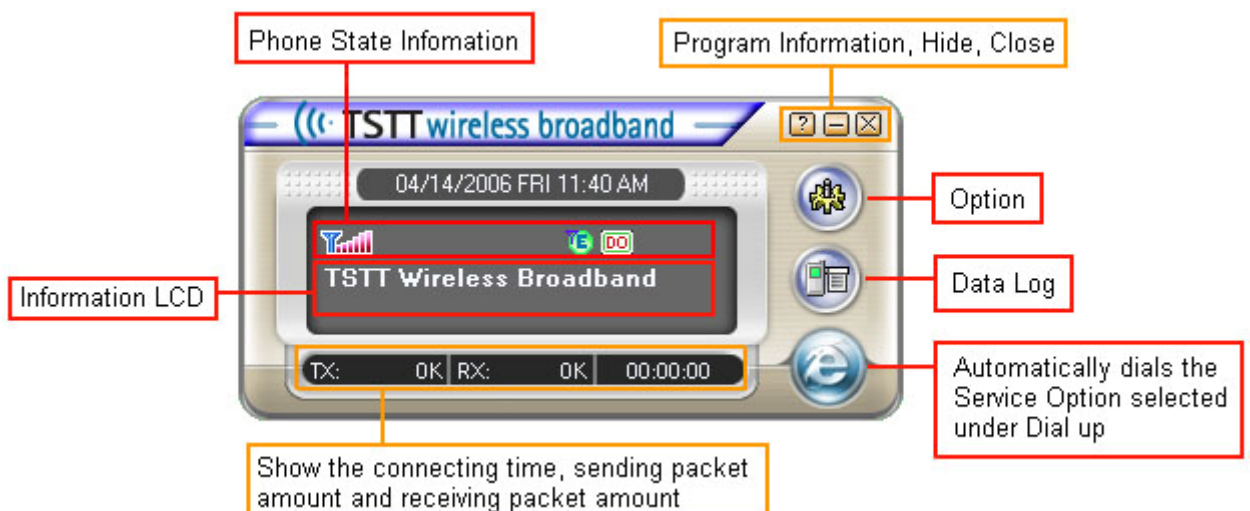 Phone State Infomation
Program Information, Hide, Close
TSTT wireless broadband
?
04/14/2006 FRI 11:40 AM
Option
E DO
TSTT Wireless Broadband
Information LCD
Data Log
TX: 0K RX: 0K 00:00:00
Automatically dials the
Service Option selected
under Dial up
Show the connecting time, sending packet
amount and receiving packet amount